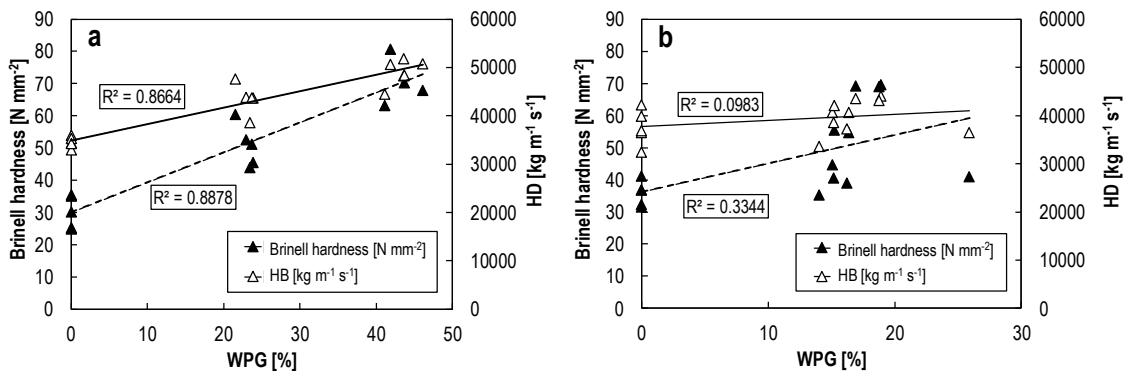 a
Brinell hardness [N mm⁻²]
90
80
70
60
50
40
30
20
10
0
60000
50000
40000
30000
20000
10000
0
HD [kg m⁻¹ s⁻¹]
R² = 0.8664
R² = 0.8878
Brinell hardness [N mm⁻²]
HB [kg m⁻¹ s⁻¹]
0 10 20 30 40 50
WPG [%]
b
Brinell hardness [N mm⁻²]
90
80
70
60
50
40
30
20
10
0
60000
50000
40000
30000
20000
10000
0
HD [kg m⁻¹ s⁻¹]
R² = 0.0983
R² = 0.3344
Brinell hardness [N mm⁻²]
HB [kg m⁻¹ s⁻¹]
0 10 20 30
WPG [%]